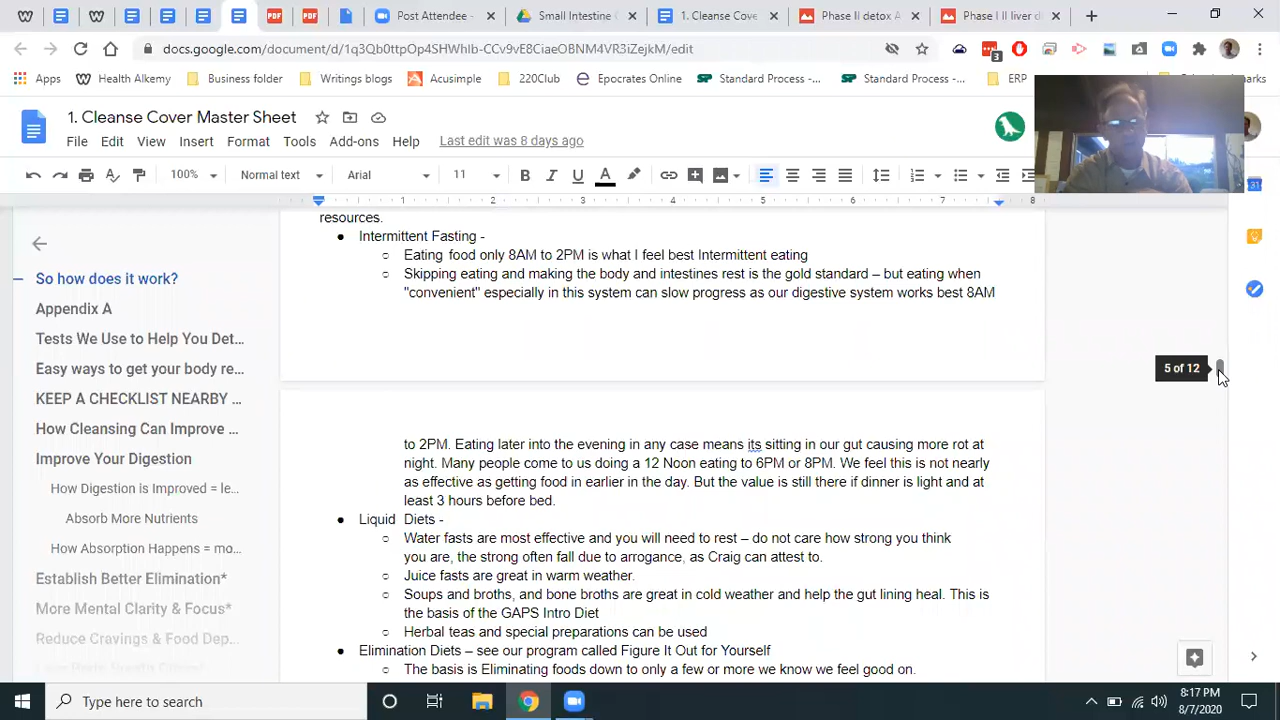 Post Attendee -
Small Intestine
1. Cleanse Cove
Phase II detox
Phase I II liver d
docs.google.com/document/d/1q3Qb0ttpOp4SHWhIb-CCv9vE8CiaeOBNM4VR3iZejkM/edit
3
Apps
Health Alkemy
Business folder
Writings blogs
Acusimple
220Club
Epocrates Online
Standard Process -...
Standard Process -...
ERP
bookmarks
1. Cleanse Cover Master Sheet
File Edit View Insert Format Tools Add-ons Help Last edit was 8 days ago
100% Normal text Arial 11 B I U A
1 2 3 4 5 6 7 8
31
resources.
● Intermittent Fasting -
○ Eating food only 8AM to 2PM is what I feel best Intermittent eating
○ Skipping eating and making the body and intestines rest is the gold standard – but eating when
"convenient" especially in this system can slow progress as our digestive system works best 8AM
to 2PM. Eating later into the evening in any case means its sitting in our gut causing more rot at
night. Many people come to us doing a 12 Noon eating to 6PM or 8PM. We feel this is not nearly
as effective as getting food in earlier in the day. But the value is still there if dinner is light and at
least 3 hours before bed.
● Liquid Diets -
○ Water fasts are most effective and you will need to rest – do not care how strong you think
you are, the strong often fall due to arrogance, as Craig can attest to.
○ Juice fasts are great in warm weather.
○ Soups and broths, and bone broths are great in cold weather and help the gut lining heal. This is
the basis of the GAPS Intro Diet
○ Herbal teas and special preparations can be used
● Elimination Diets – see our program called Figure It Out for Yourself
○ The basis is Eliminating foods down to only a few or more we know we feel good on.
So how does it work?
Appendix A
Tests We Use to Help You Det...
Easy ways to get your body re...
KEEP A CHECKLIST NEARBY ...
How Cleansing Can Improve ...
Improve Your Digestion
How Digestion is Improved = le...
Absorb More Nutrients
How Absorption Happens = mo...
Establish Better Elimination*
More Mental Clarity & Focus*
Reduce Cravings & Food Dep...
5 of 12
Type here to search
8:17 PM
8/7/2020